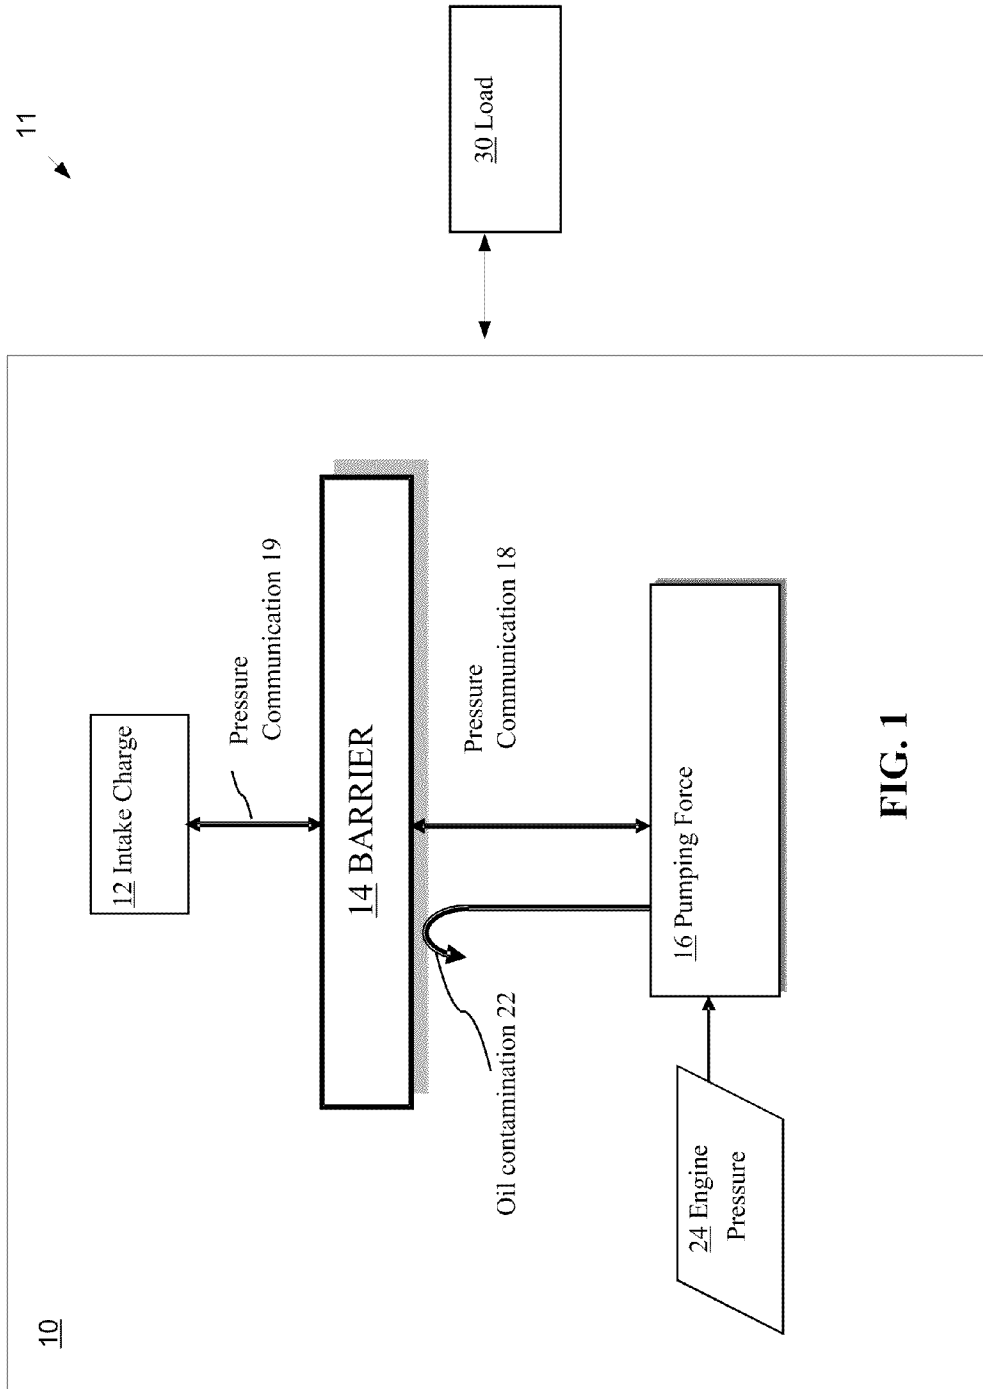 10
11
12 Intake Charge
Pressure
Communication 19
14 BARRIER
Pressure
Communication 18
Oil contamination 22
16 Pumping Force
24 Engine
Pressure
30 Load
FIG. 1